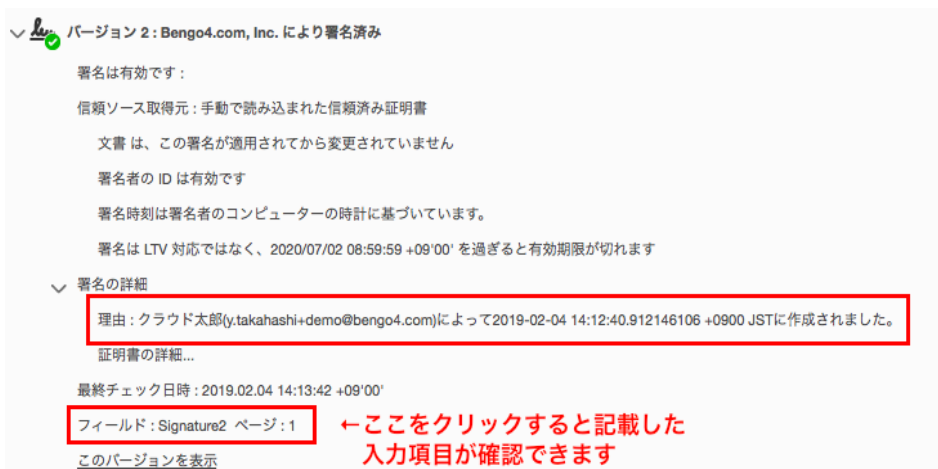 バージョン 2 : Bengo4.com, Inc. により署名済み
署名は有効です :
信頼ソース取得元 : 手動で読み込まれた信頼済み証明書
文書 は、この署名が適用されてから変更されていません
署名者の ID は有効です
署名時刻は署名者のコンピューターの時計に基づいています。
署名は LTV 対応ではなく、2020/07/02 08:59:59 +09'00' を過ぎると有効期限が切れます
署名の詳細
理由 : クラウド太郎(y.takahashi+demo@bengo4.com)によって2019-02-04 14:12:40.912146106 +0900 JSTに作成されました。
証明書の詳細...
最終チェック日時 : 2019.02.04 14:13:42 +09'00'
フィールド : Signature2 ページ : 1 ←ここをクリックすると記載した
入力項目が確認できます
このバージョンを表示